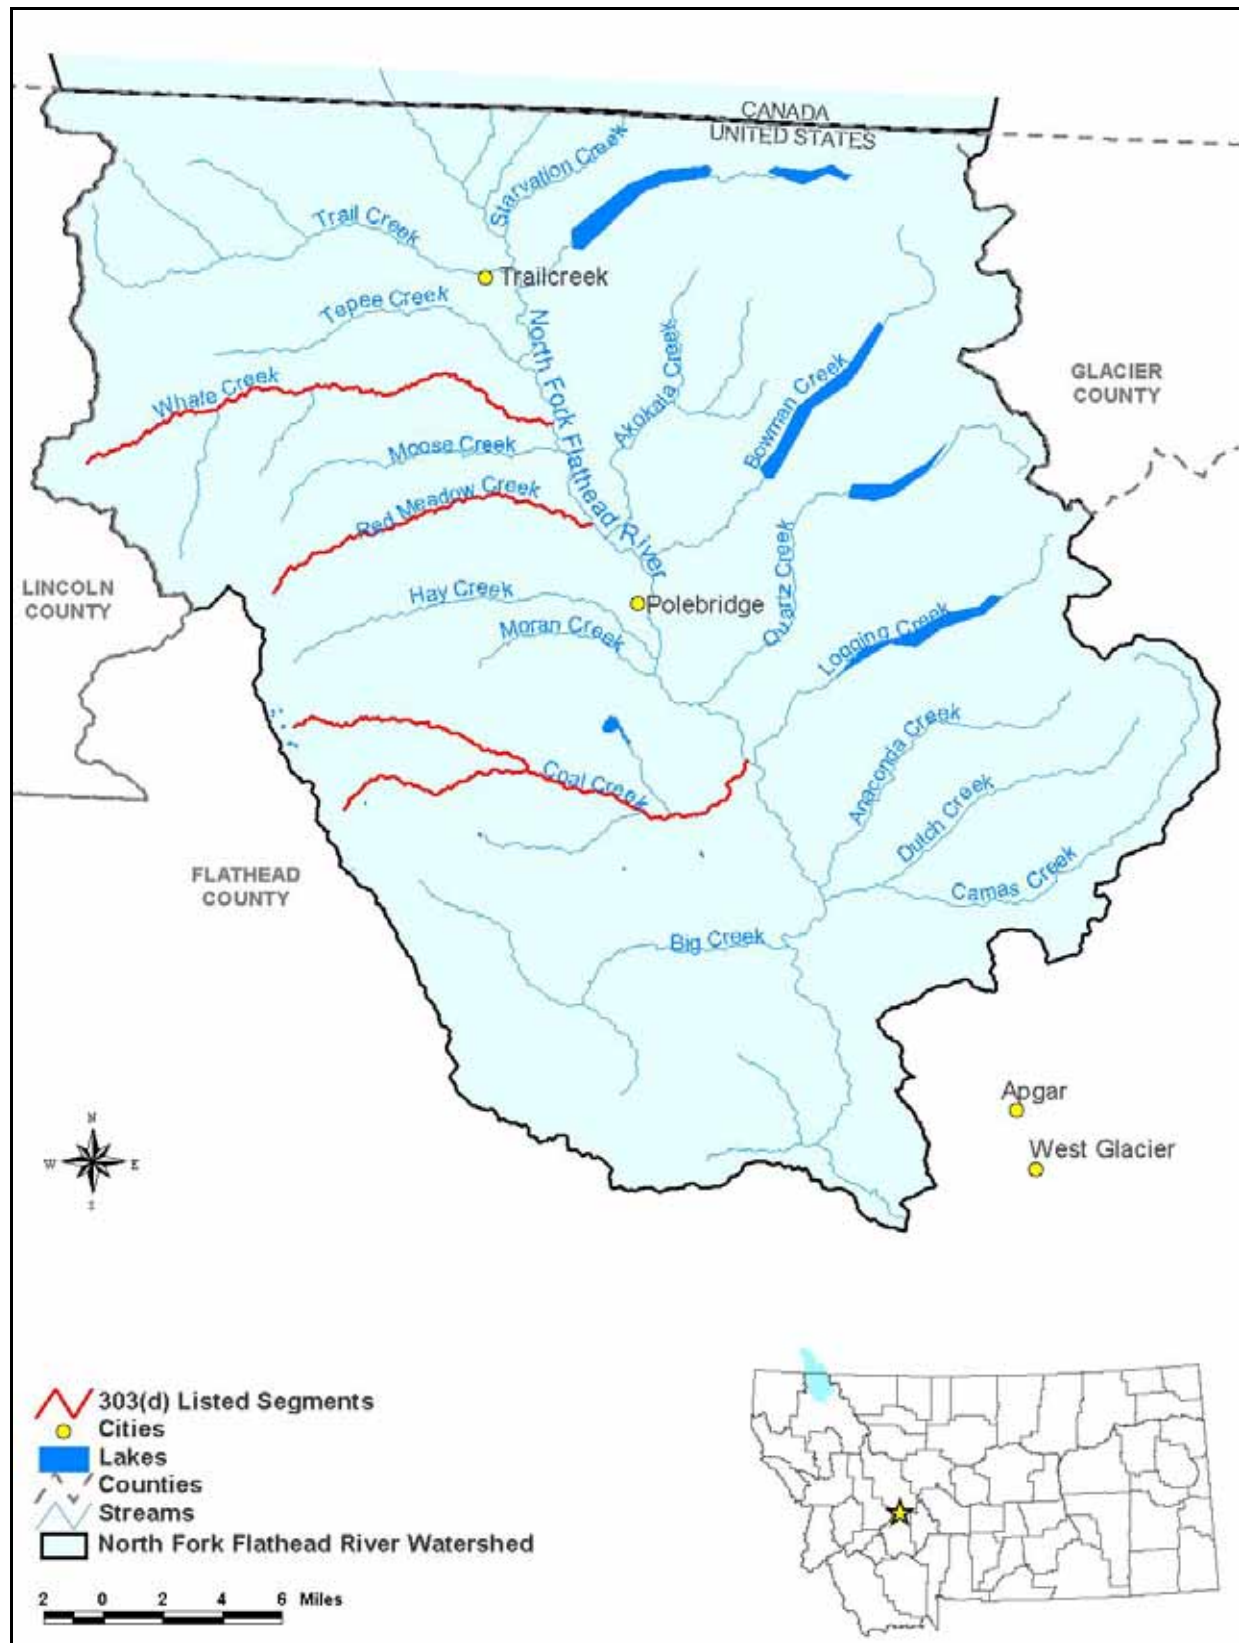 CANADA
UNITED STATES
Starvation Creek
Trail Creek
Trailcreek
Tepee Creek
North Fork Flathead River
Akokala Creek
Bowman Creek
GLACIER
COUNTY
Whale Creek
Moose Creek
Red Meadow Creek
Quartz Creek
LINCOLN
COUNTY
Hay Creek
Polebridge
Moran Creek
Logging Creek
Anaconda Creek
Coal Creek
Dutch Creek
Camas Creek
FLATHEAD
COUNTY
Big Creek
Apgar
West Glacier
N
W
E
S
303(d) Listed Segments
Cities
Lakes
Counties
Streams
North Fork Flathead River Watershed
2 0 2 4 6 Miles